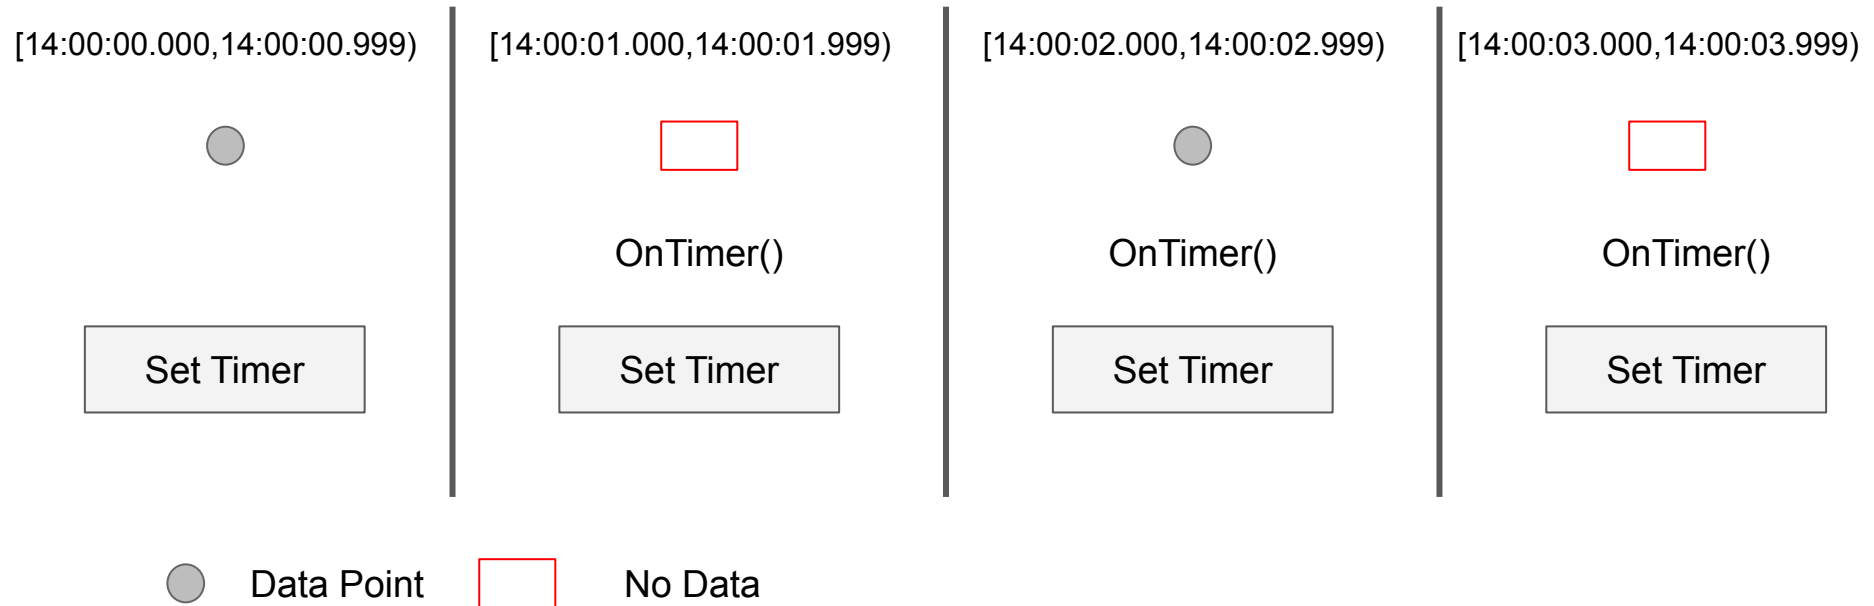 [14:00:00.000,14:00:00.999)
[14:00:01.000,14:00:01.999)
[14:00:02.000,14:00:02.999)
[14:00:03.000,14:00:03.999)
OnTimer()
OnTimer()
OnTimer()
Set Timer
Set Timer
Set Timer
Set Timer
Data Point
No Data